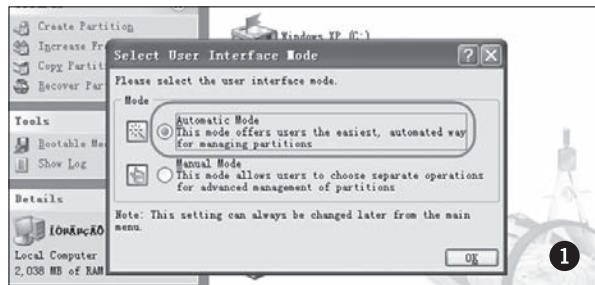 Create Partition
Windows XP (C:)
Increase Fr
Select User Interface Mode
Copy Partit
Recover Par
Please select the user interface mode.
Mode
Tools
Automatic Mode
This mode offers users the easiest, automated way
for managing partitions
Bootable Me
Show Log
Manual Mode
This mode allows users to choose separate operations
for advanced management of partitions
Details
Note: This setting can always be changed later from the main
menu.
Local Computer
2,038 MB of RAM
OK
1